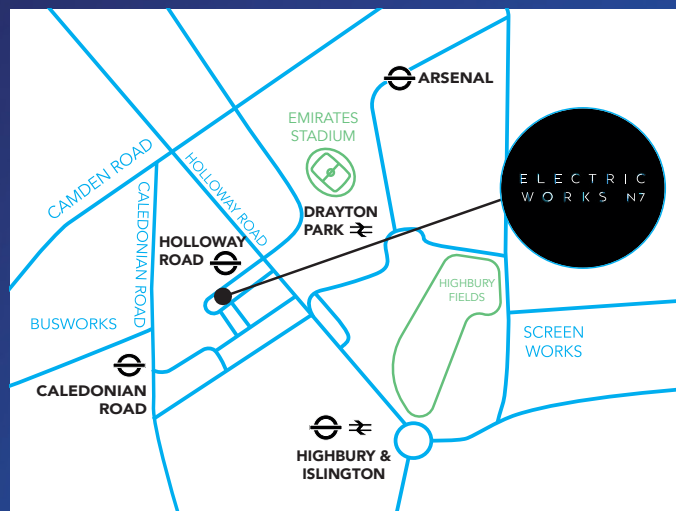 ARSENAL
EMIRATES
STADIUM
CAMDEN ROAD
HOLLOWAY ROAD
CALEDONIAN ROAD
ELECTRIC
WORKS N7
DRAYTON
PARK
HOLLOWAY
ROAD
HIGHBURY
FIELDS
BUSWORKS
SCREEN
WORKS
CALEDONIAN
ROAD
HIGHBURY &
ISLINGTON